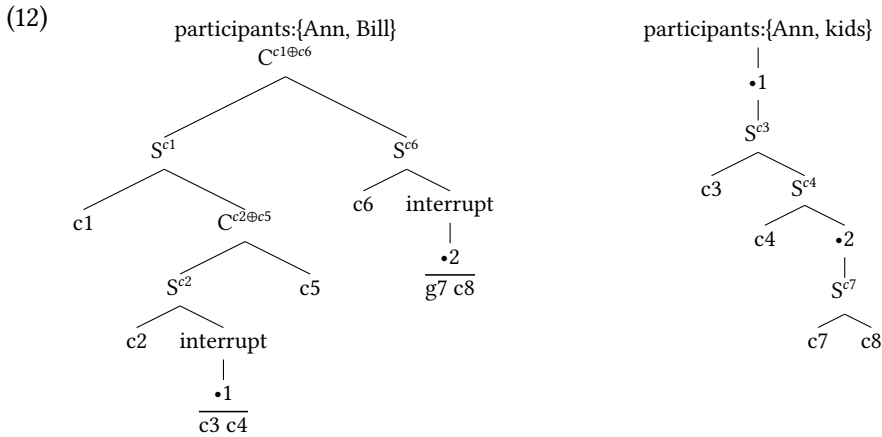 (12)
participants:{Ann, Bill} participants:{Ann, kids}
C^{c1⊕c6} •1
S^{c1} S^{c6} S^{c3}
c1 C^{c2⊕c5} c6 interrupt c3 S^{c4}
S^{c2} c5 •2 c4 •2
g7 c8 S^{c7}
c2 interrupt c7 c8
•1
c3 c4